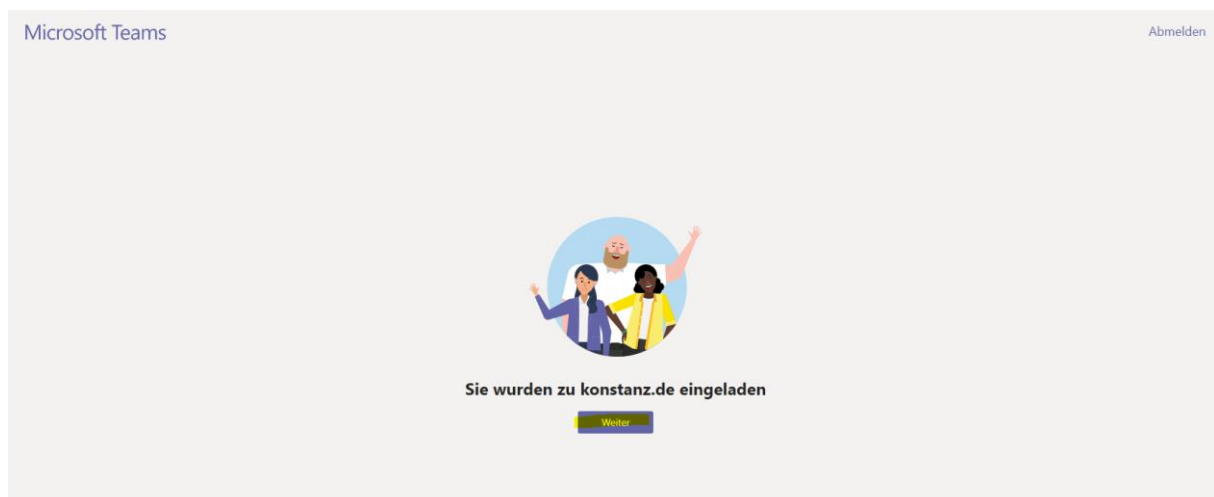 Microsoft Teams
Abmelden
Sie wurden zu konstanz.de eingeladen
Weiter